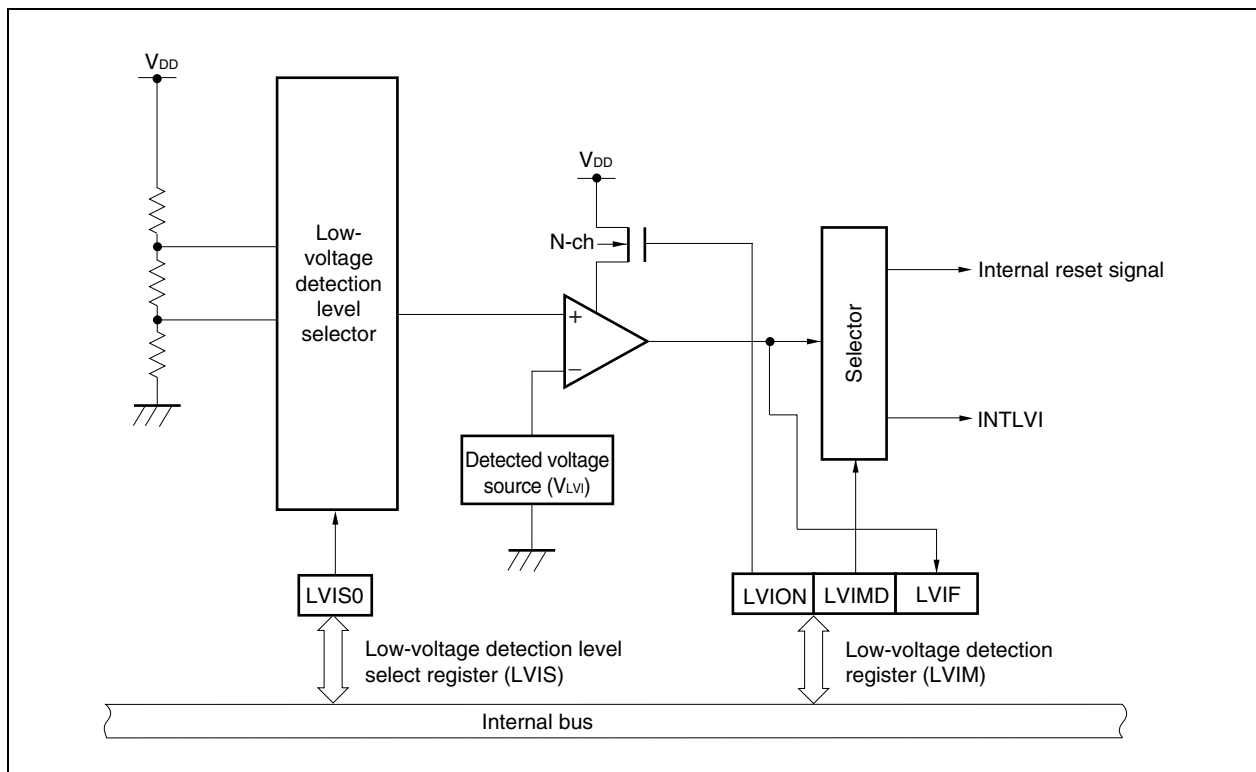 VDD
Low-
voltage
detection
level
selector
VDD
N-ch
+
−
Detected voltage
source (VLVI)
Selector
Internal reset signal
INTLVI
LVIS0
LVION
LVIMD
LVIF
Low-voltage detection level
select register (LVIS)
Low-voltage detection
register (LVIM)
Internal bus